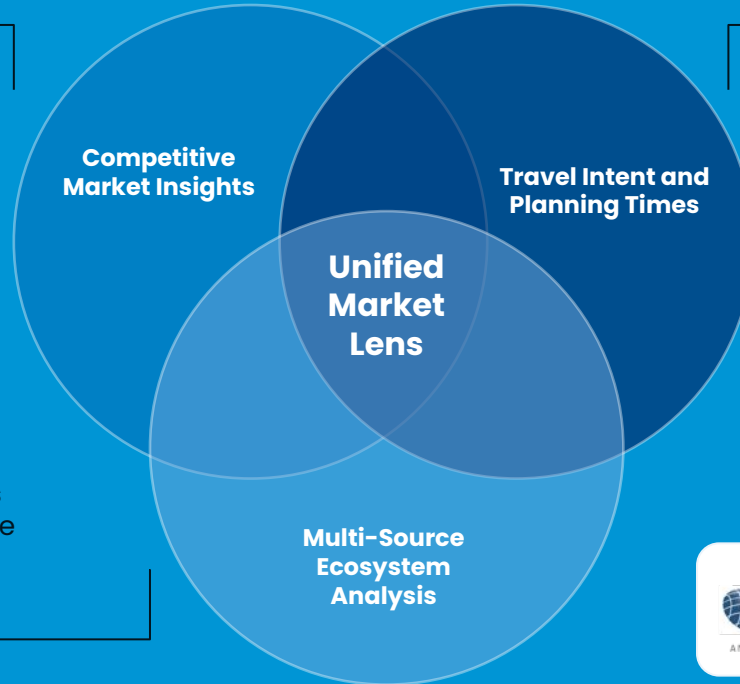 Competitive
Market Insights
Travel Intent and
Planning Times
Unified
Market
Lens
Multi-Source
Ecosystem
Analysis